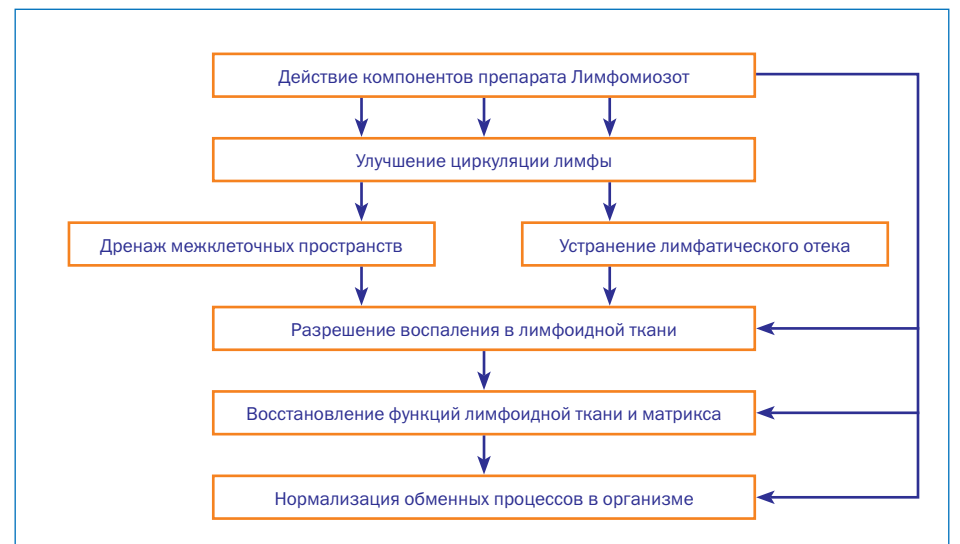 Действие компонентов препарата Лимфомиозот
Улучшение циркуляции лимфы
Дренаж межклеточных пространств
Устранение лимфатического отека
Разрешение воспаления в лимфоидной ткани
Восстановление функций лимфоидной ткани и матрикса
Нормализация обменных процессов в организме